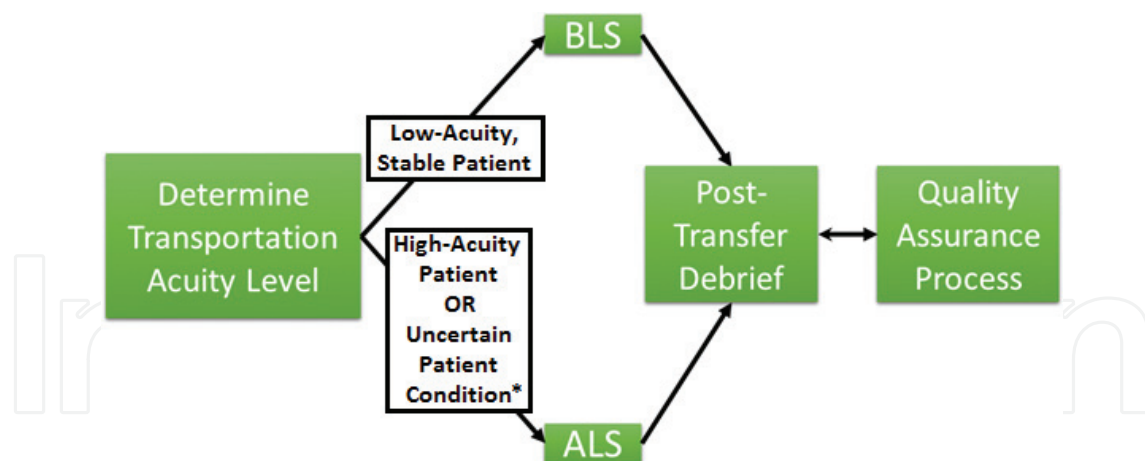 BLS
Low-Acuity,
Stable Patient
Determine
Transportation
Acuity Level
High-Acuity
Patient
OR
Uncertain
Patient
Condition*
Post-
Transfer
Debrief
Quality
Assurance
Process
ALS